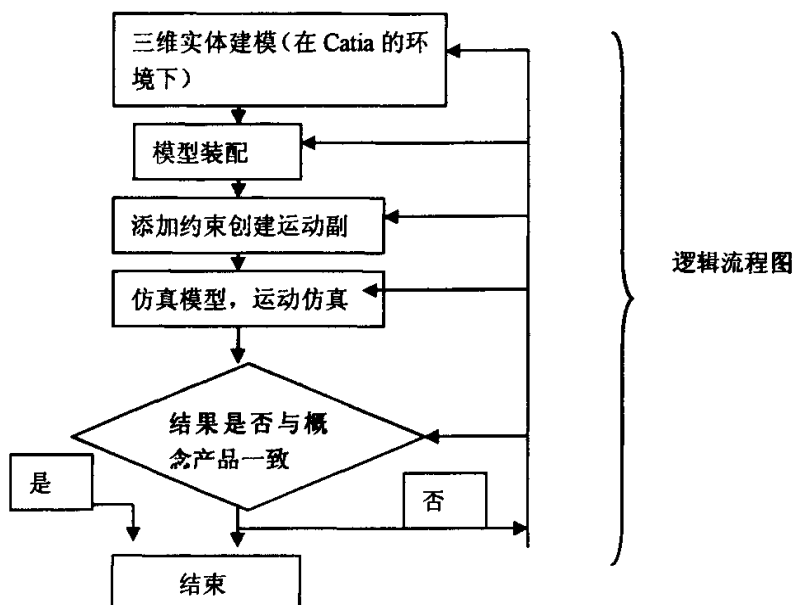 三维实体建模（在 Catia 的环
境下）
模型装配
添加约束创建运动副
仿真模型，运动仿真
逻辑流程图
结果是否与概
念产品一致
是
否
结束